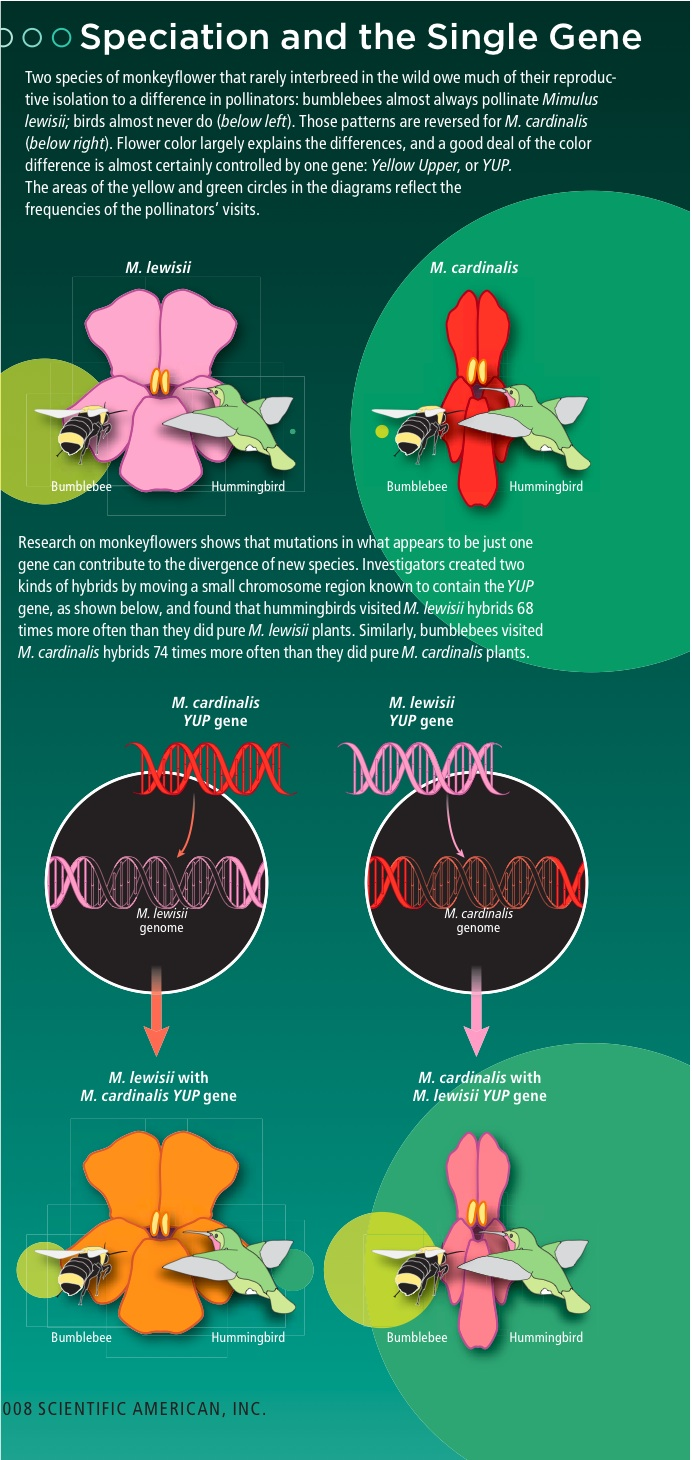 Speciation and the Single Gene
Two species of monkeyflower that rarely interbreed in the wild owe much of their reproduc-
tive isolation to a difference in pollinators: bumblebees almost always pollinate Mimulus
lewisii; birds almost never do (below left). Those patterns are reversed for M. cardinalis
(below right). Flower color largely explains the differences, and a good deal of the color
difference is almost certainly controlled by one gene: Yellow Upper, or YUP.
The areas of the yellow and green circles in the diagrams reflect the
frequencies of the pollinators’ visits.
M. lewisii
M. cardinalis
Bumblebee
Hummingbird
Bumblebee
Hummingbird
Research on monkeyflowers shows that mutations in what appears to be just one
gene can contribute to the divergence of new species. Investigators created two
kinds of hybrids by moving a small chromosome region known to contain the YUP
gene, as shown below, and found that hummingbirds visited M. lewisii hybrids 68
times more often than they did pure M. lewisii plants. Similarly, bumblebees visited
M. cardinalis hybrids 74 times more often than they did pure M. cardinalis plants.
M. cardinalis
YUP gene
M. lewisii
YUP gene
M. lewisii
genome
M. cardinalis
genome
M. lewisii with
M. cardinalis YUP gene
M. cardinalis with
M. lewisii YUP gene
Bumblebee
Hummingbird
Bumblebee
Hummingbird
008 SCIENTIFIC AMERICAN, INC.